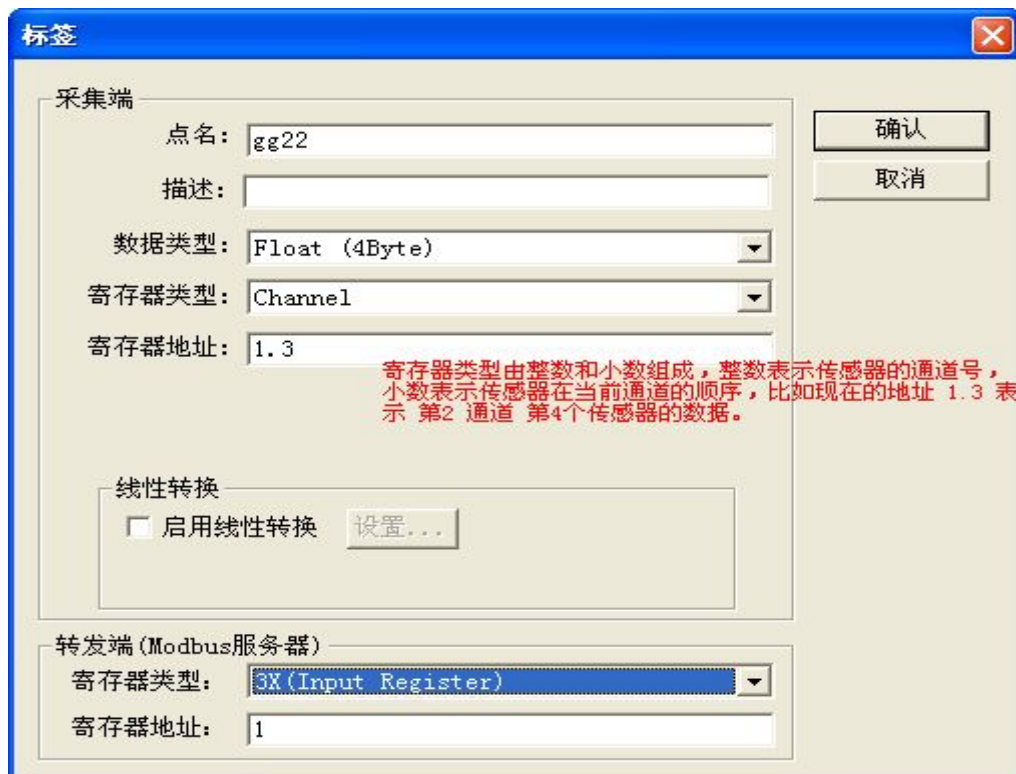 标签
采集端
点名：
gg22
确认
描述：
取消
数据类型：
Float (4Byte)
寄存器类型：
Channel
寄存器地址：
1.3
寄存器类型由整数和小数组成，整数表示传感器的通道号，
小数表示传感器在当前通道的顺序，比如现在的地址 1.3 表
示 第2 通道 第4个传感器的数据。
线性转换
启用线性转换
设置...
转发端(Modbus服务器)
寄存器类型：
3X(Input Register)
寄存器地址：
1